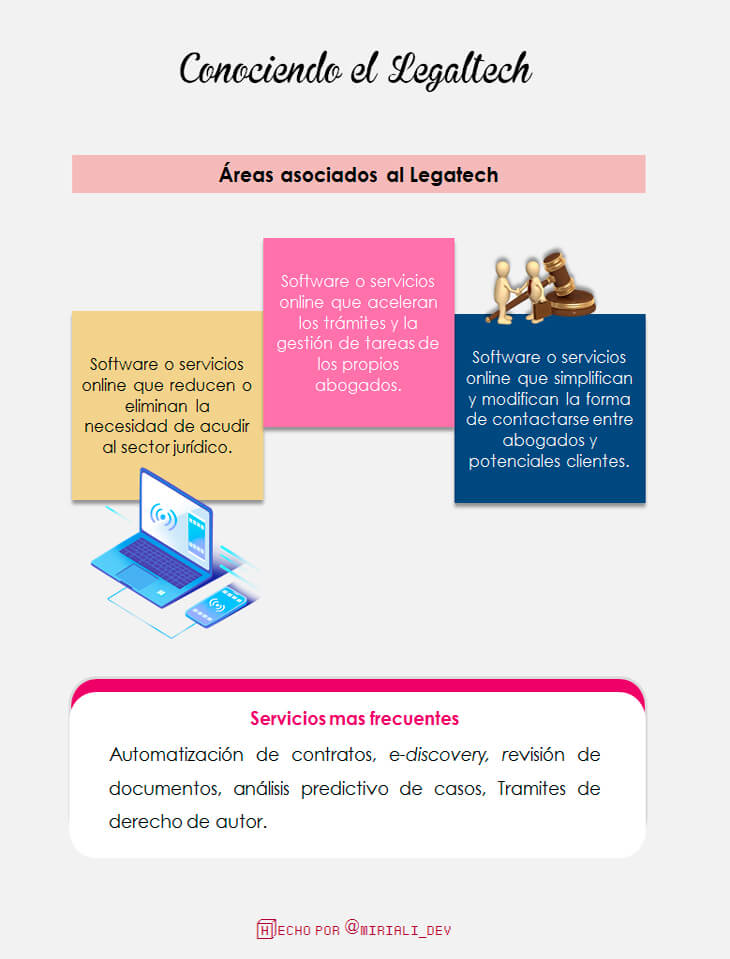 Conociendo el Legaltech
Áreas asociados al Legatech
Software o servicios
online que reducen o
eliminan la
necesidad de acudir
al sector jurídico.
Software o servicios
online que aceleran
los trámites y la
gestión de tareas de
los propios
abogados.
Software o servicios
online que simplifican
y modifican la forma
de contactarse entre
abogados y
potenciales clientes.
Servicios mas frecuentes
Automatización de contratos, e-discovery, revisión de
documentos, análisis predictivo de casos, Tramites de
derecho de autor.
HECHO POR @MIRIALI_DEV